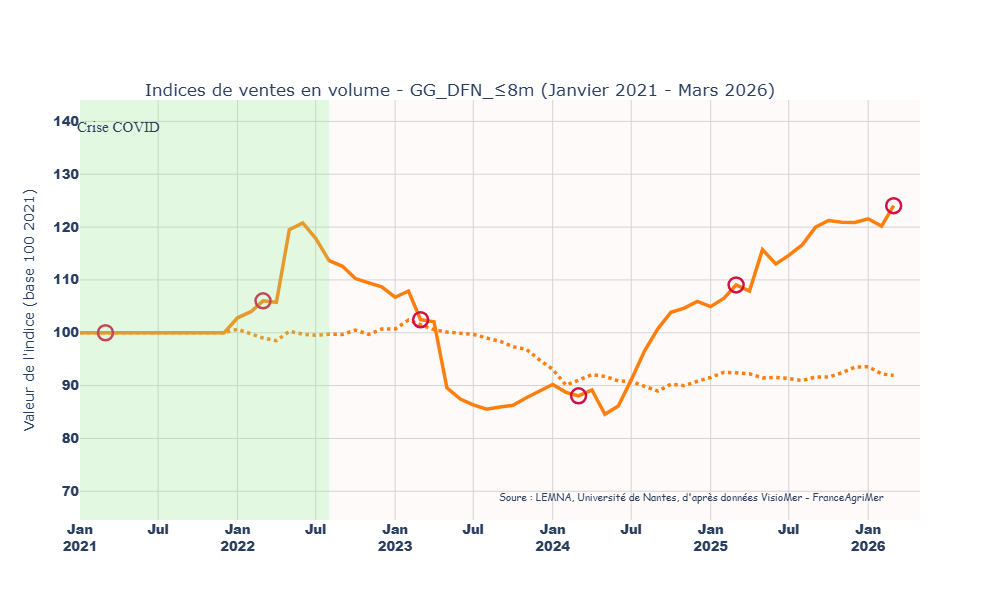 Indices de ventes en volume - GG_DFN_≤8m (Janvier 2021 - Mars 2026)
Crise COVID
Valeur de l'indice (base 100 2021)
140
130
120
110
100
90
80
70
Soure : LEMNA, Université de Nantes, d'après données VisioMer - FranceAgriMer
Jan Jul Jan Jul Jan Jul Jan Jul Jan Jul Jan
2021 2022 2023 2024 2025 2026